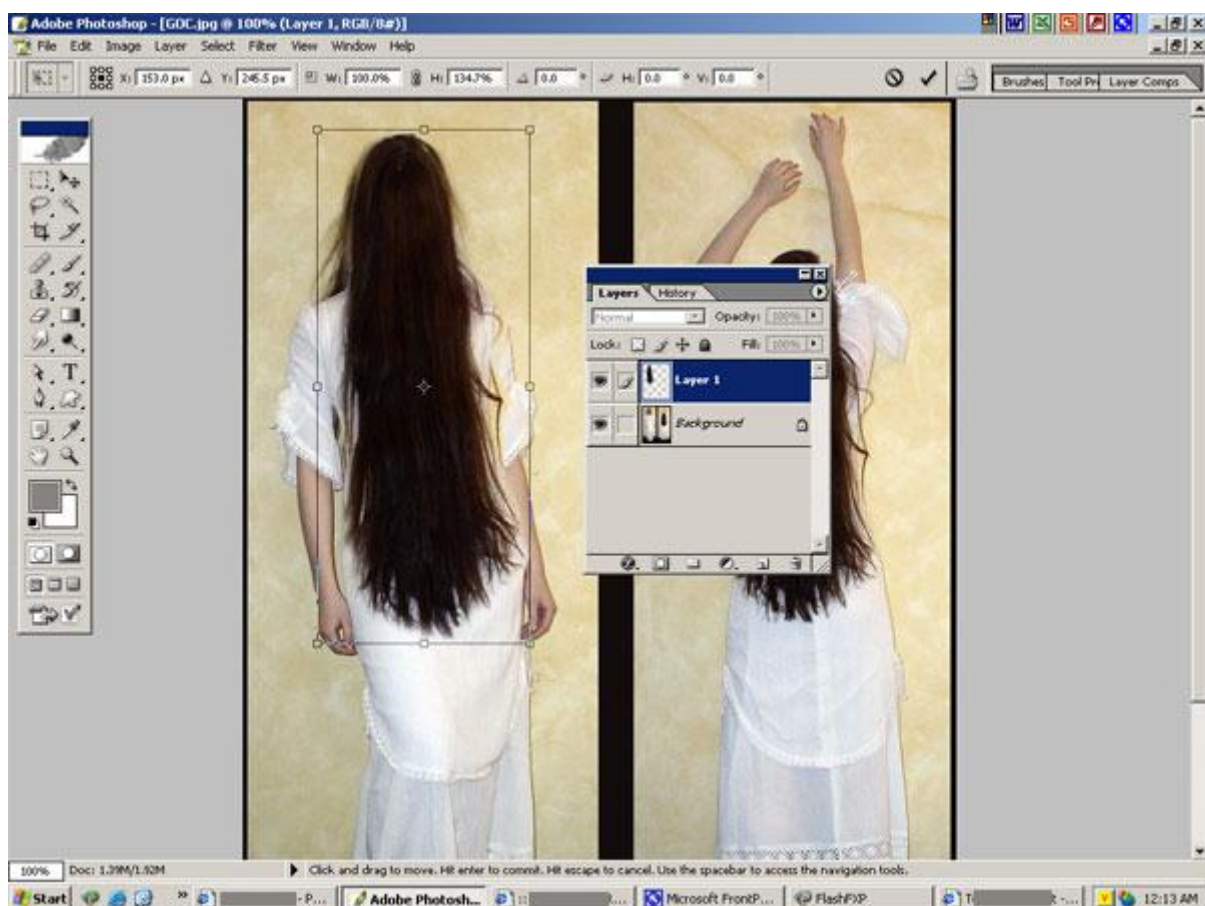 Adobe Photoshop - [GOC.jpg @ 100% (Layer 1, RGB/8#)]
File Edit Image Layer Select Filter View Window Help
X: 153.0 px Y: 245.5 px W: 100.0% H: 134.7% 0.0 ° H: 0.0 ° V: 0.0 °
Brushes Tool Pr Layer Comps
Layers History
Normal Opacity: 100%
Lock: Fill: 100%
Layer 1
Background
100% Doc: 1.39M/1.92M Click and drag to move. Hit enter to commit. Hit escape to cancel. Use the spacebar to access the navigation tools.
Start - P... Adobe Photosh... Microsoft FrontP... FlashFXP 12:13 AM